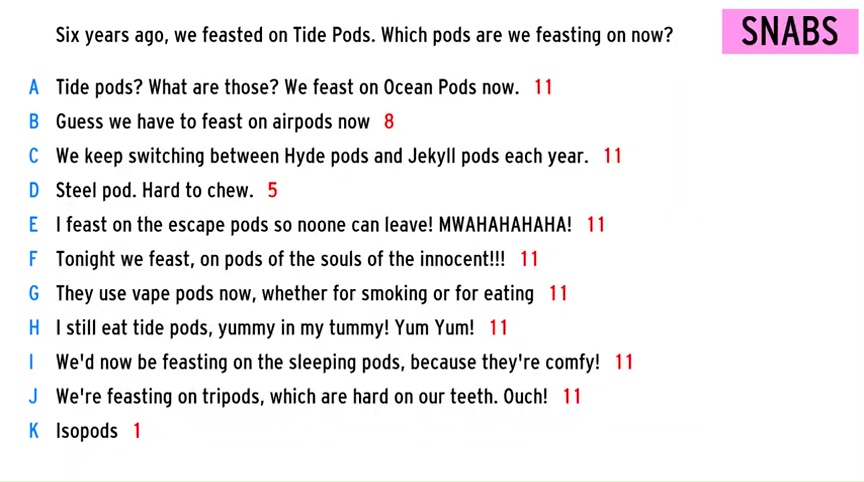 Six years ago, we feasted on Tide Pods. Which pods are we feasting on now?
SNABS
A Tide pods? What are those? We feast on Ocean Pods now. 11
B Guess we have to feast on airpods now 8
C We keep switching between Hyde pods and Jekyll pods each year. 11
D Steel pod. Hard to chew. 5
E I feast on the escape pods so noone can leave! MWAHAHAHAHA! 11
F Tonight we feast, on pods of the souls of the innocent!!! 11
G They use vape pods now, whether for smoking or for eating 11
H I still eat tide pods, yummy in my tummy! Yum Yum! 11
I We'd now be feasting on the sleeping pods, because they're comfy! 11
J We're feasting on tripods, which are hard on our teeth. Ouch! 11
K Isopods 1